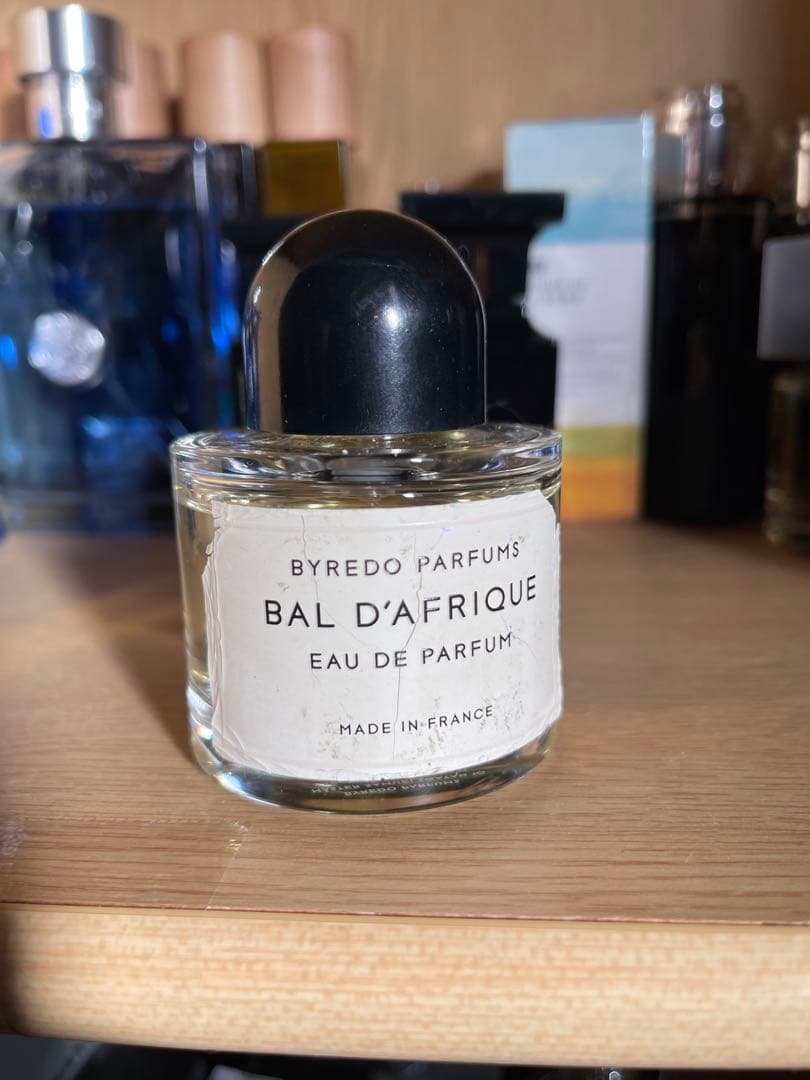 BYREDO PARFUMS
BAL D'AFRIQUE
EAU DE PARFUM
MADE IN FRANCE